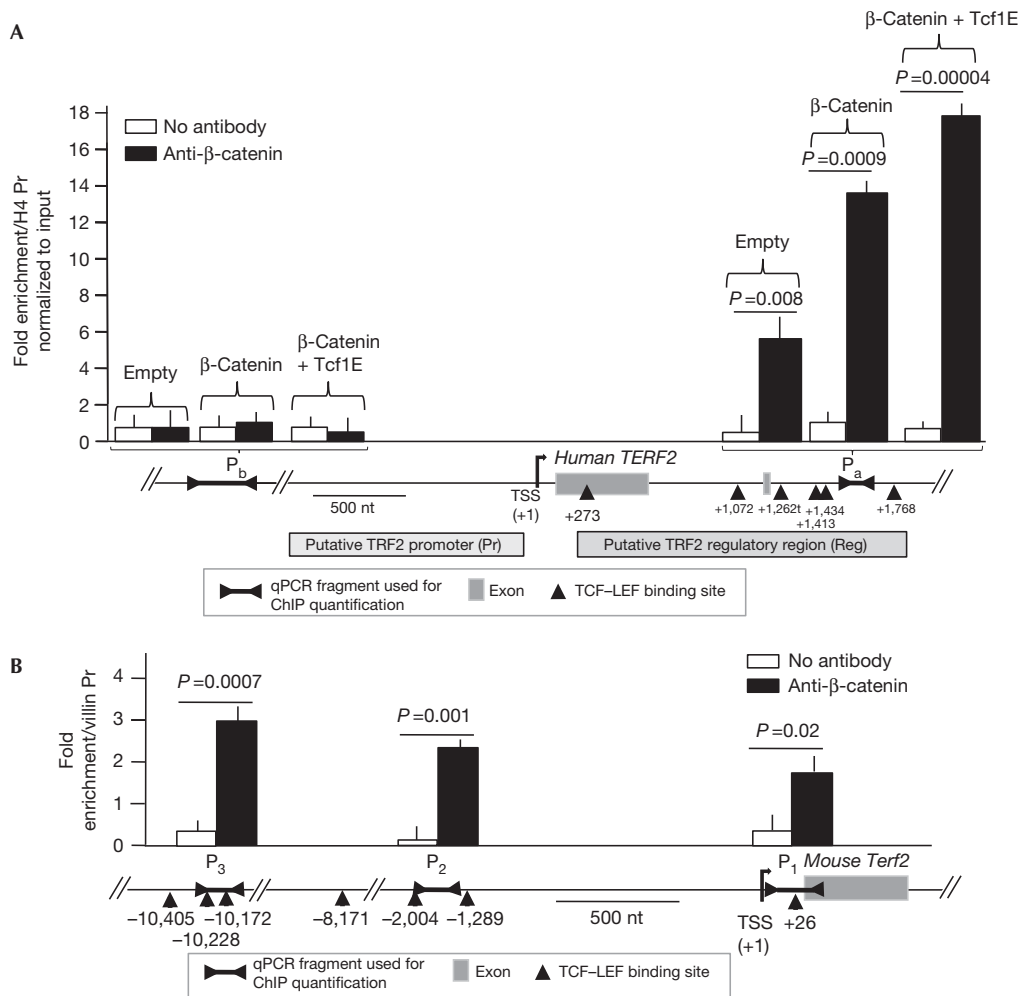 A
β-Catenin + Tcf1E
P=0.00004
β-Catenin
P=0.0009
Empty
P=0.008
Fold enrichment/H4 Pr
normalized to input
18
16
14
12
10
8
6
4
2
0
No antibody
Anti-β-catenin
Empty
β-Catenin
β-Catenin
+ Tcf1E
Pb
Human TERF2
Pa
500 nt
TSS
(+1)
+273
+1,072
+1,262t
+1,434
+1,413
+1,768
Putative TRF2 promoter (Pr)
Putative TRF2 regulatory region (Reg)
qPCR fragment used for
ChIP quantification
Exon
TCF–LEF binding site
B
Fold
enrichment/villin Pr
4
3
2
1
0
P=0.0007
P=0.001
P=0.02
No antibody
Anti-β-catenin
P3
P2
P1
Mouse Terf2
−10,405
−10,172
−10,228
−8,171
−2,004
−1,289
500 nt
TSS
(+1)
+26
qPCR fragment used for
ChIP quantification
Exon
TCF–LEF binding site